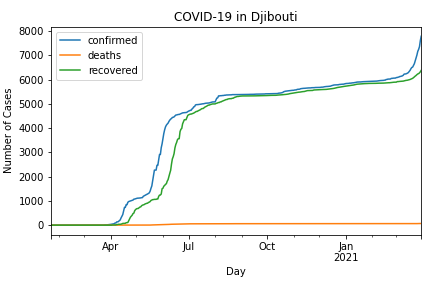 COVID-19 in Djibouti
confirmed
deaths
recovered
8000
7000
6000
5000
4000
3000
2000
1000
0
Number of Cases
Apr
Jul
Oct
Jan
2021
Day